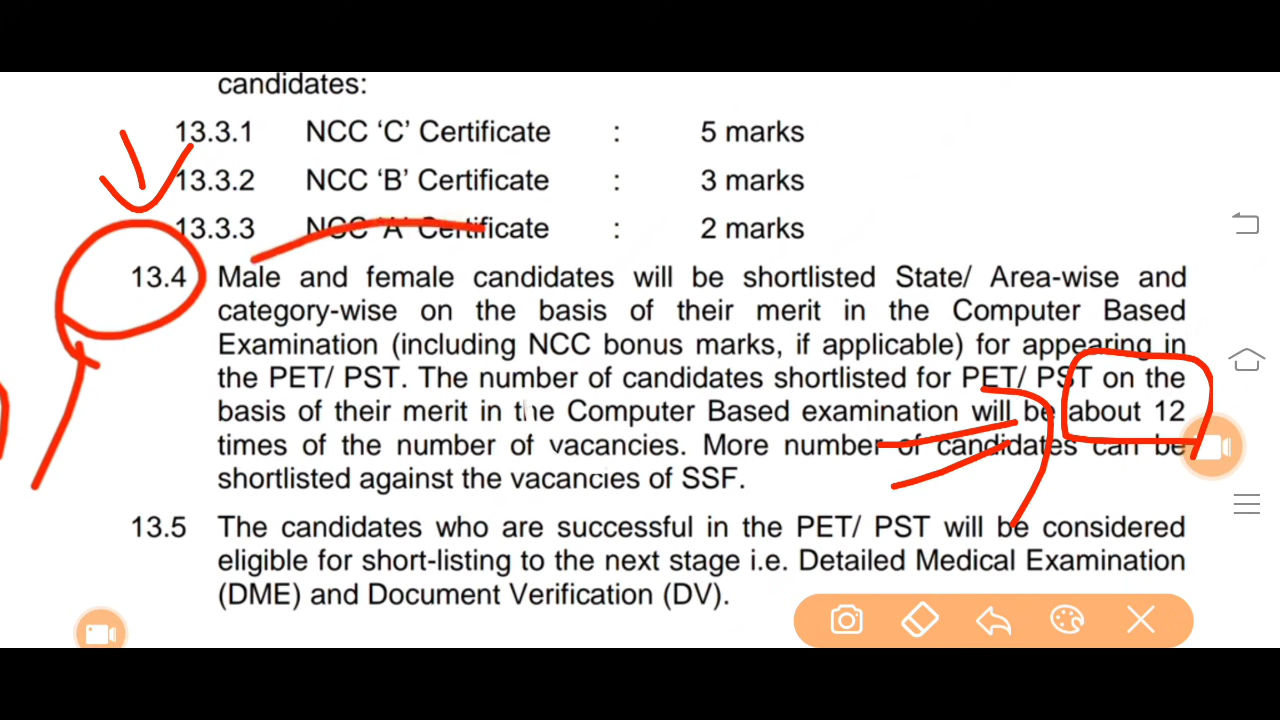 candidates:
13.3.1 NCC ‘C’ Certificate : 5 marks
13.3.2 NCC ‘B’ Certificate : 3 marks
13.3.3 NCC ‘A’ Certificate : 2 marks
13.4 Male and female candidates will be shortlisted State/ Area-wise and
category-wise on the basis of their merit in the Computer Based
Examination (including NCC bonus marks, if applicable) for appearing in
the PET/ PST. The number of candidates shortlisted for PET/ PST on the
basis of their merit in the Computer Based examination will be about 12
times of the number of vacancies. More number of candidates can be
shortlisted against the vacancies of SSF.
13.5 The candidates who are successful in the PET/ PST will be considered
eligible for short-listing to the next stage i.e. Detailed Medical Examination
(DME) and Document Verification (DV).